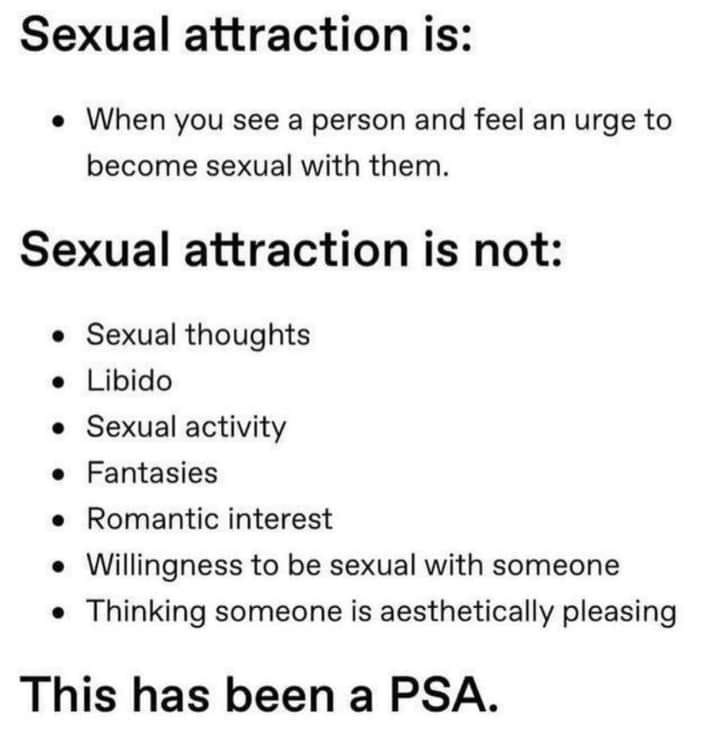 Sexual attraction is:
• When you see a person and feel an urge to
become sexual with them.
Sexual attraction is not:
• Sexual thoughts
• Libido
• Sexual activity
• Fantasies
• Romantic interest
• Willingness to be sexual with someone
• Thinking someone is aesthetically pleasing
This has been a PSA.